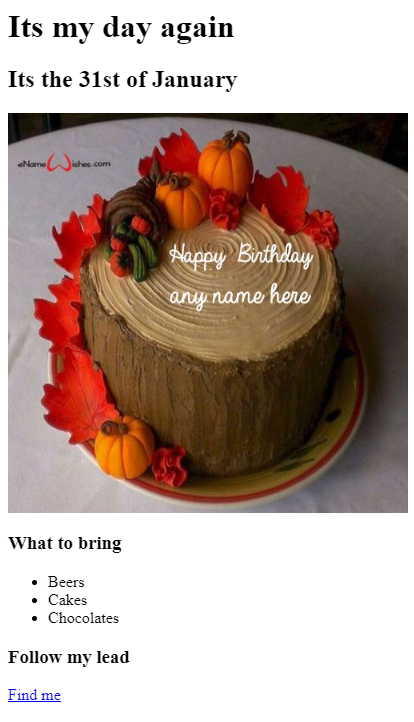 Its my day again
Its the 31st of January
eNameWishes.com
Happy Birthday
any name here
What to bring
Beers
Cakes
Chocolates
Follow my lead
Find me